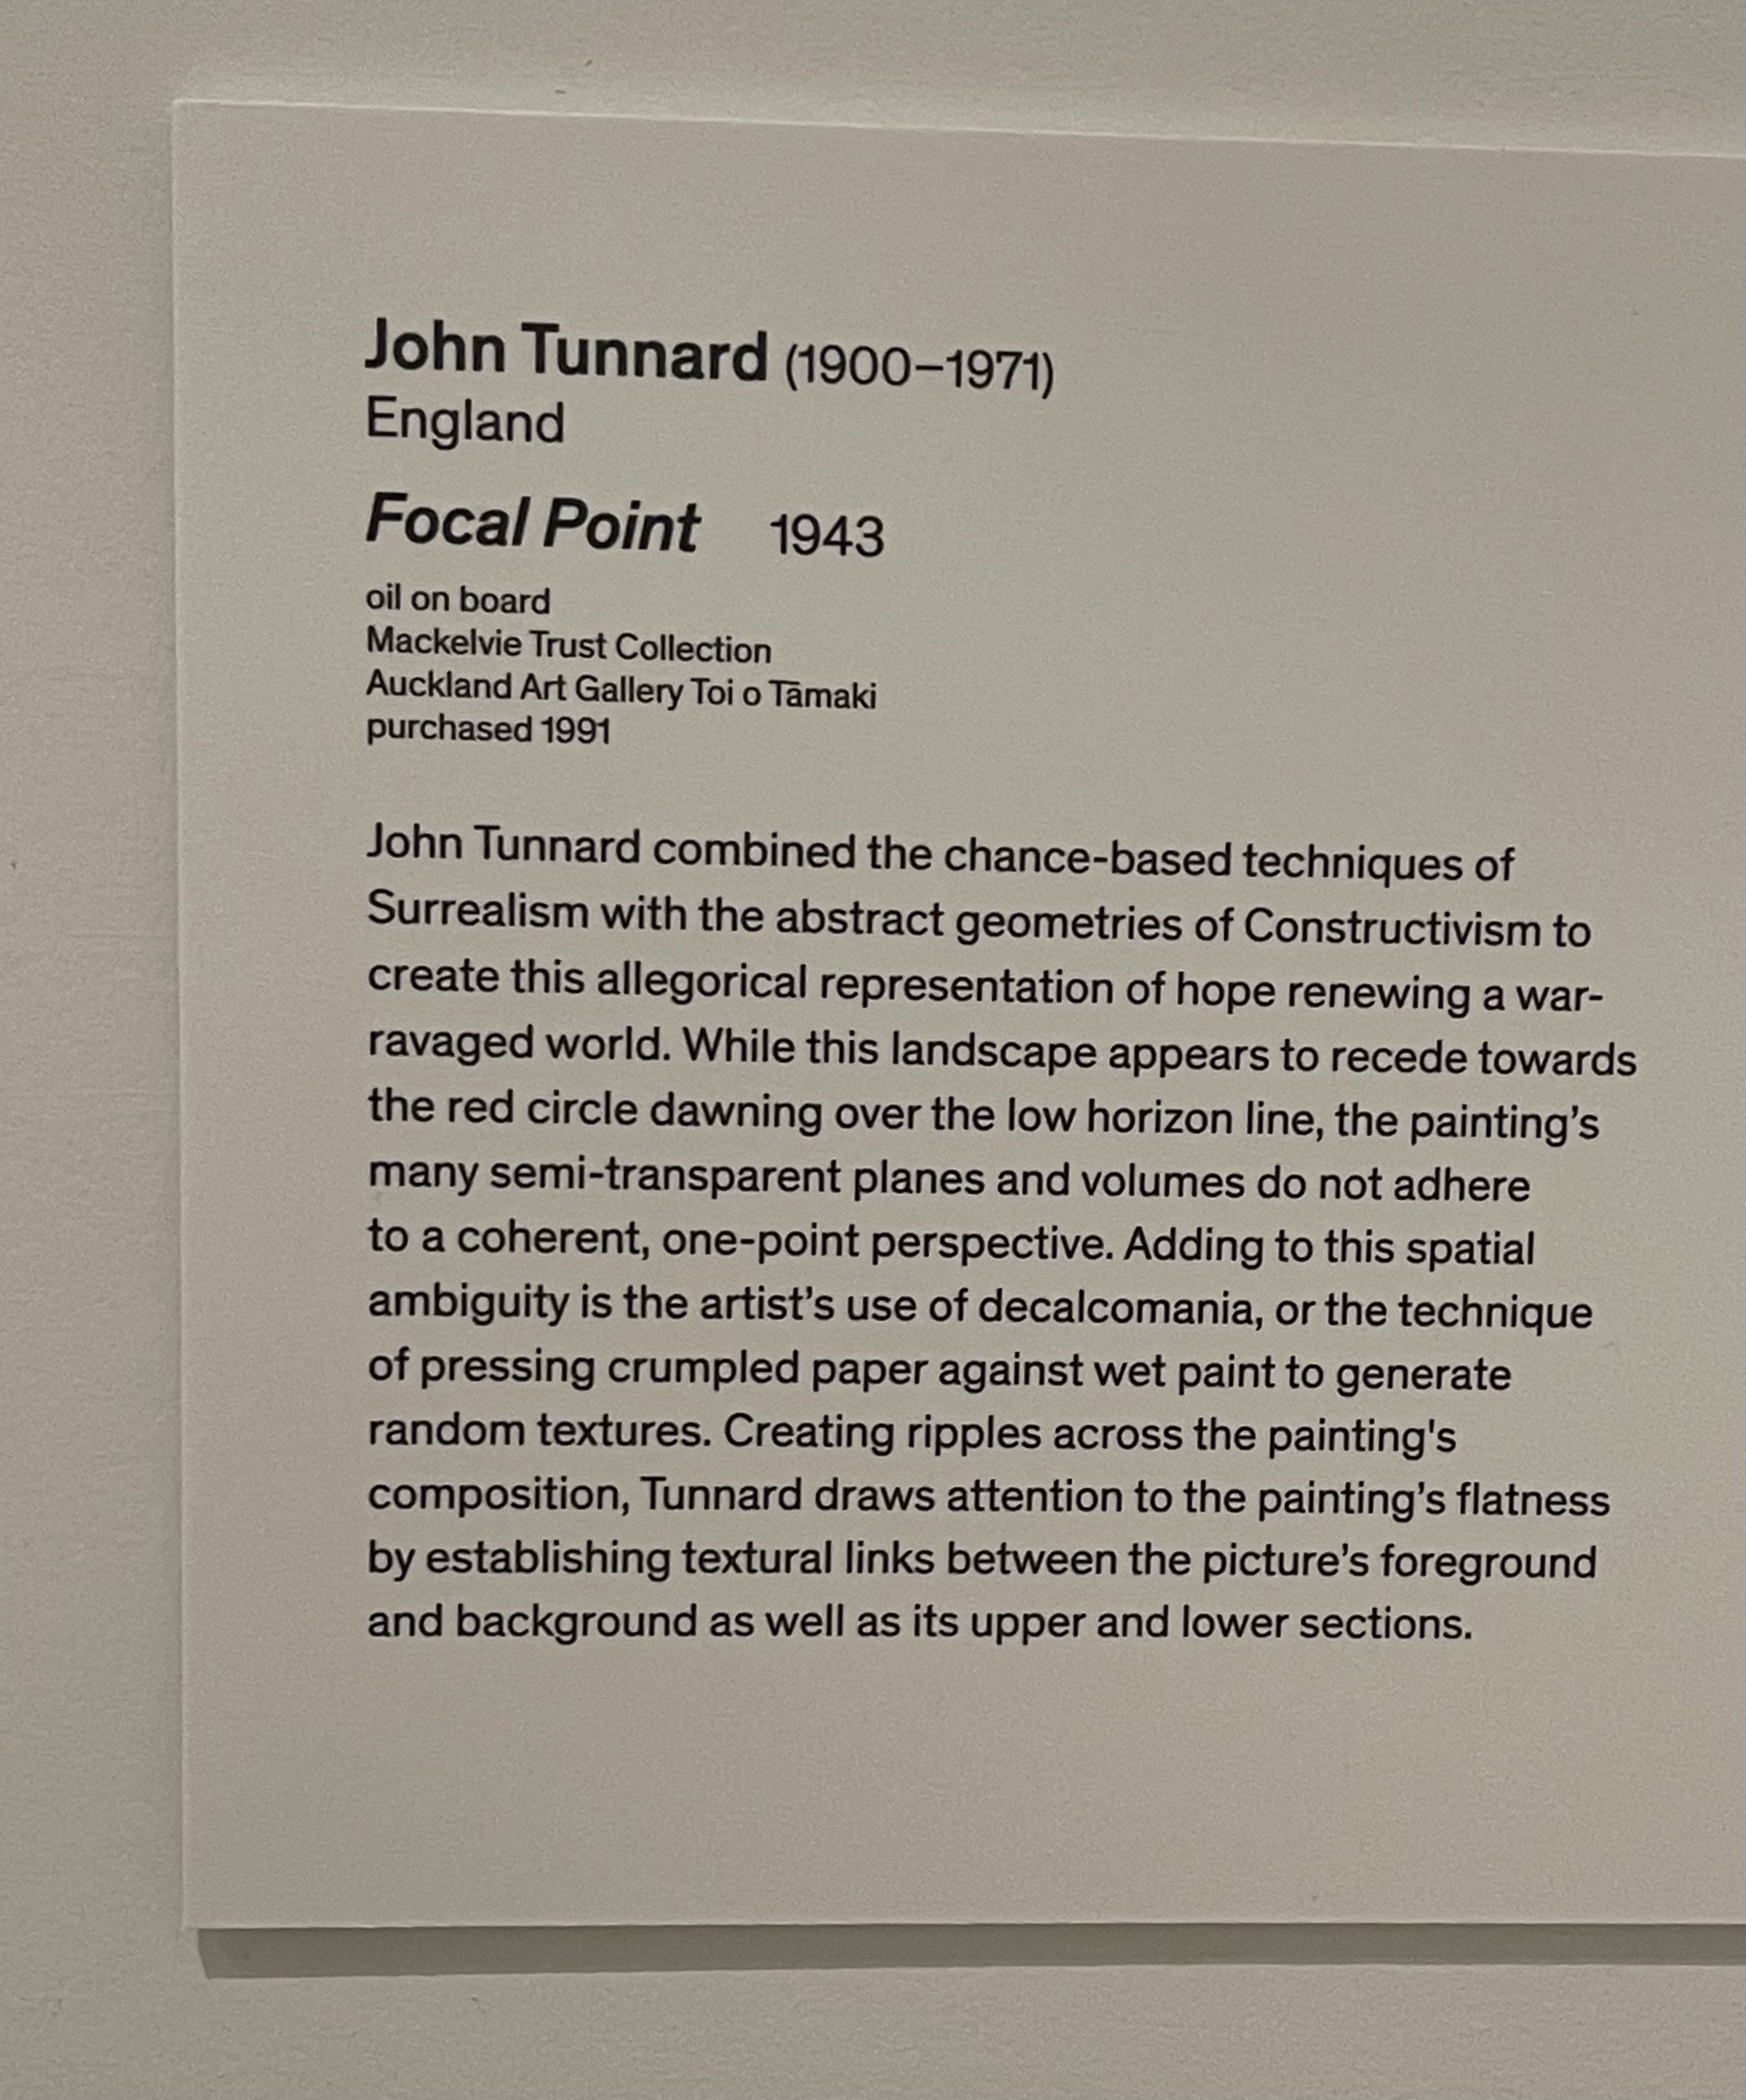 John Tunnard (1900–1971)
England
Focal Point 1943
oil on board
Mackelvie Trust Collection
Auckland Art Gallery Toi o Tāmaki
purchased 1991
John Tunnard combined the chance-based techniques of
Surrealism with the abstract geometries of Constructivism to
create this allegorical representation of hope renewing a war-
ravaged world. While this landscape appears to recede towards
the red circle dawning over the low horizon line, the painting’s
many semi-transparent planes and volumes do not adhere
to a coherent, one-point perspective. Adding to this spatial
ambiguity is the artist’s use of decalcomania, or the technique
of pressing crumpled paper against wet paint to generate
random textures. Creating ripples across the painting's
composition, Tunnard draws attention to the painting’s flatness
by establishing textural links between the picture’s foreground
and background as well as its upper and lower sections.